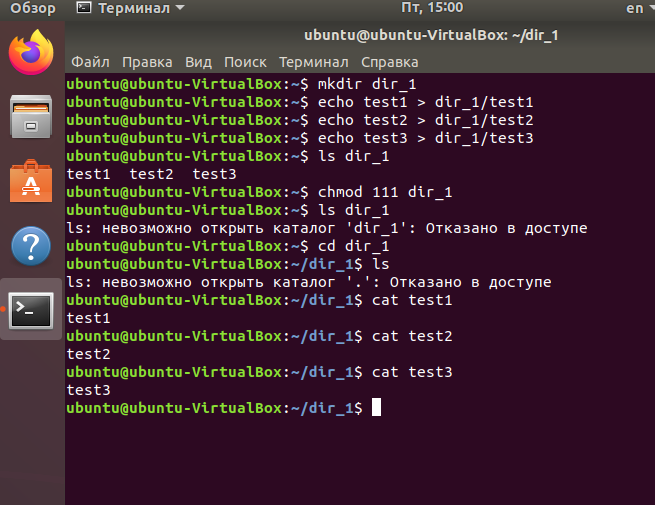 Обзор Терминал Пт, 15:00 en
ubuntu@ubuntu-VirtualBox: ~/dir_1
Файл Правка Вид Поиск Терминал Справка
ubuntu@ubuntu-VirtualBox:~$ mkdir dir_1
ubuntu@ubuntu-VirtualBox:~$ echo test1 > dir_1/test1
ubuntu@ubuntu-VirtualBox:~$ echo test2 > dir_1/test2
ubuntu@ubuntu-VirtualBox:~$ echo test3 > dir_1/test3
ubuntu@ubuntu-VirtualBox:~$ ls dir_1
test1  test2  test3
ubuntu@ubuntu-VirtualBox:~$ chmod 111 dir_1
ubuntu@ubuntu-VirtualBox:~$ ls dir_1
ls: невозможно открыть каталог 'dir_1': Отказано в доступе
ubuntu@ubuntu-VirtualBox:~$ cd dir_1
ubuntu@ubuntu-VirtualBox:~/dir_1$ ls
ls: невозможно открыть каталог '.': Отказано в доступе
ubuntu@ubuntu-VirtualBox:~/dir_1$ cat test1
test1
ubuntu@ubuntu-VirtualBox:~/dir_1$ cat test2
test2
ubuntu@ubuntu-VirtualBox:~/dir_1$ cat test3
test3
ubuntu@ubuntu-VirtualBox:~/dir_1$